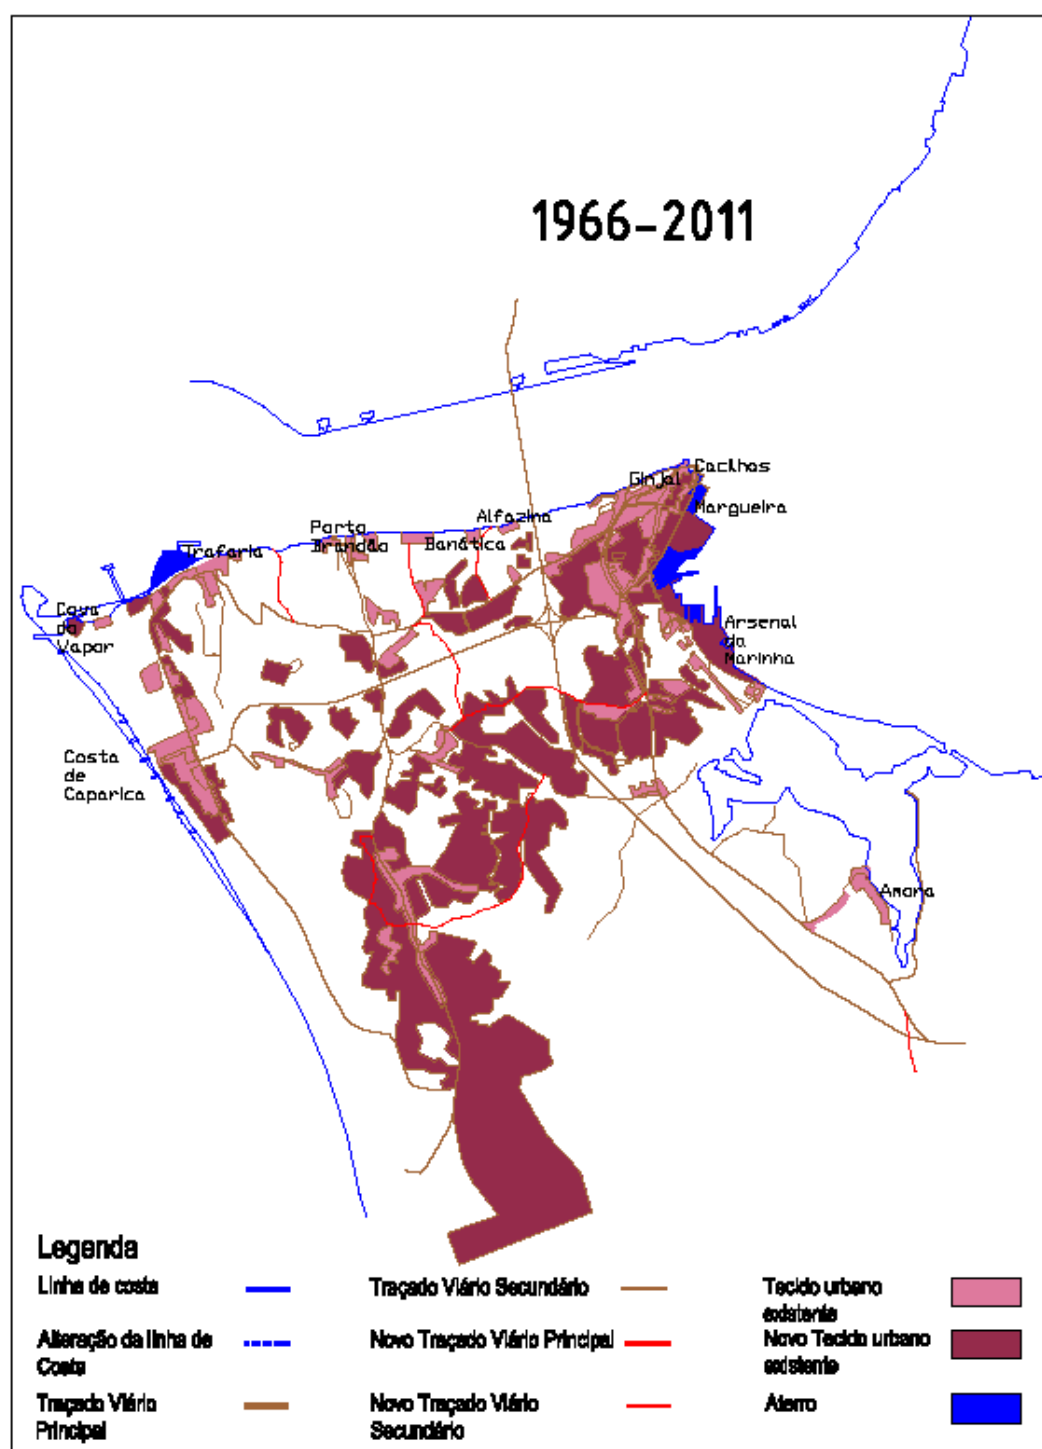 1966-2011
Cacilhas
Ginjal
Margueira
Alfazina
Porto
Brandão
Banática
Trafaria
Cova
do
Vapor
Arsenal
da
Marinha
Costa
de
Caparica
Amora
Legenda
Linha de costa
Traçado Viário Secundário
Tecido urbano
existente
Alteração da linha de
Costa
Novo Traçado Viário Principal
Novo Tecido urbano
existente
Traçado Viário
Principal
Novo Traçado Viário
Secundário
Aterro